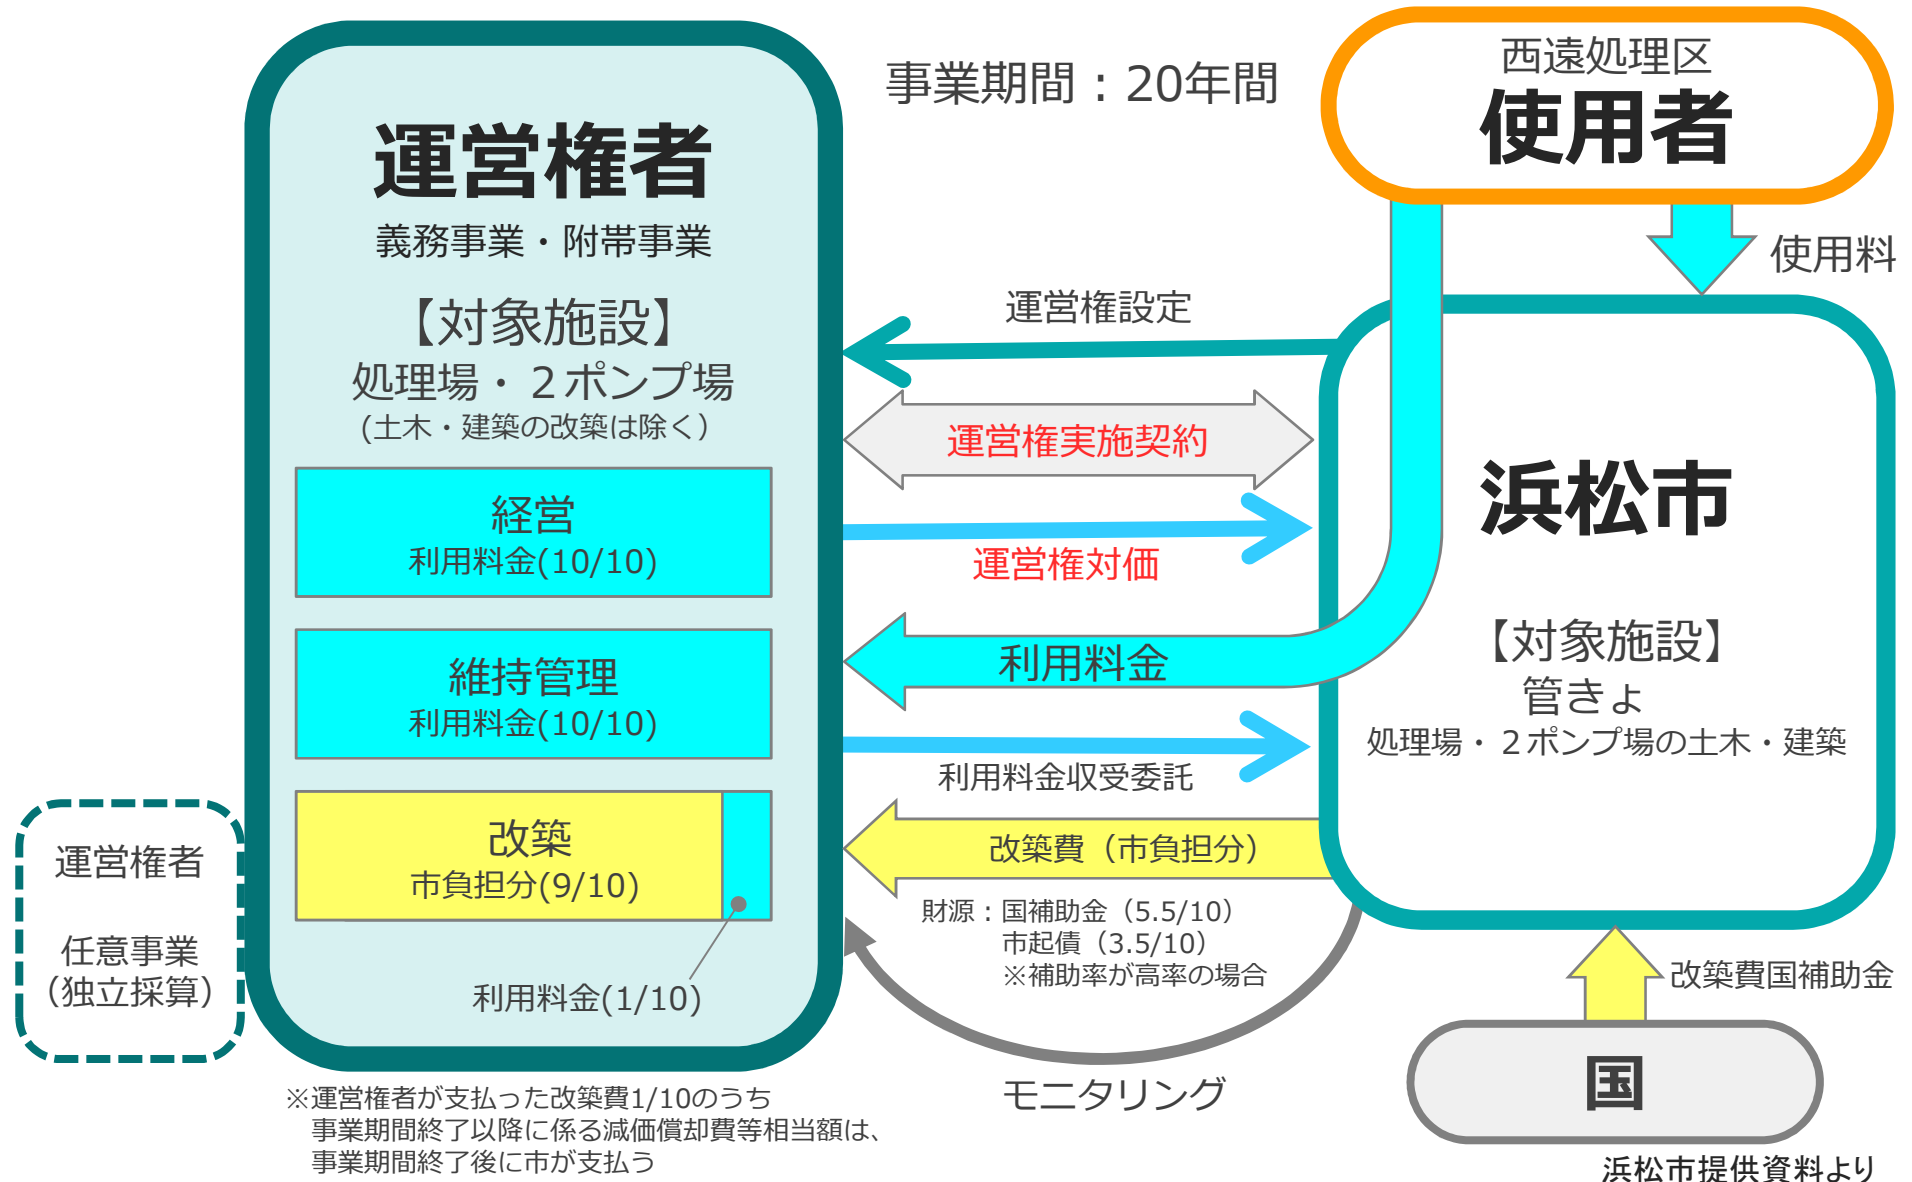 事業期間：20年間
西遠処理区
使用者
使用料
運営権者
義務事業・附帯事業
【対象施設】
処理場・２ポンプ場
(土木・建築の改築は除く）
経営
利用料金(10/10)
維持管理
利用料金(10/10)
改築
市負担分(9/10)
利用料金(1/10)
運営権者
任意事業
（独立採算）
※運営権者が支払った改築費1/10のうち
事業期間終了以降に係る減価償却費等相当額は、
事業期間終了後に市が支払う
運営権設定
運営権実施契約
運営権対価
利用料金
利用料金収受委託
改築費（市負担分）
財源：国補助金（5.5/10）
市起債（3.5/10）
※補助率が高率の場合
モニタリング
浜松市
【対象施設】
管きょ
処理場・２ポンプ場の土木・建築
改築費国補助金
国
浜松市提供資料より